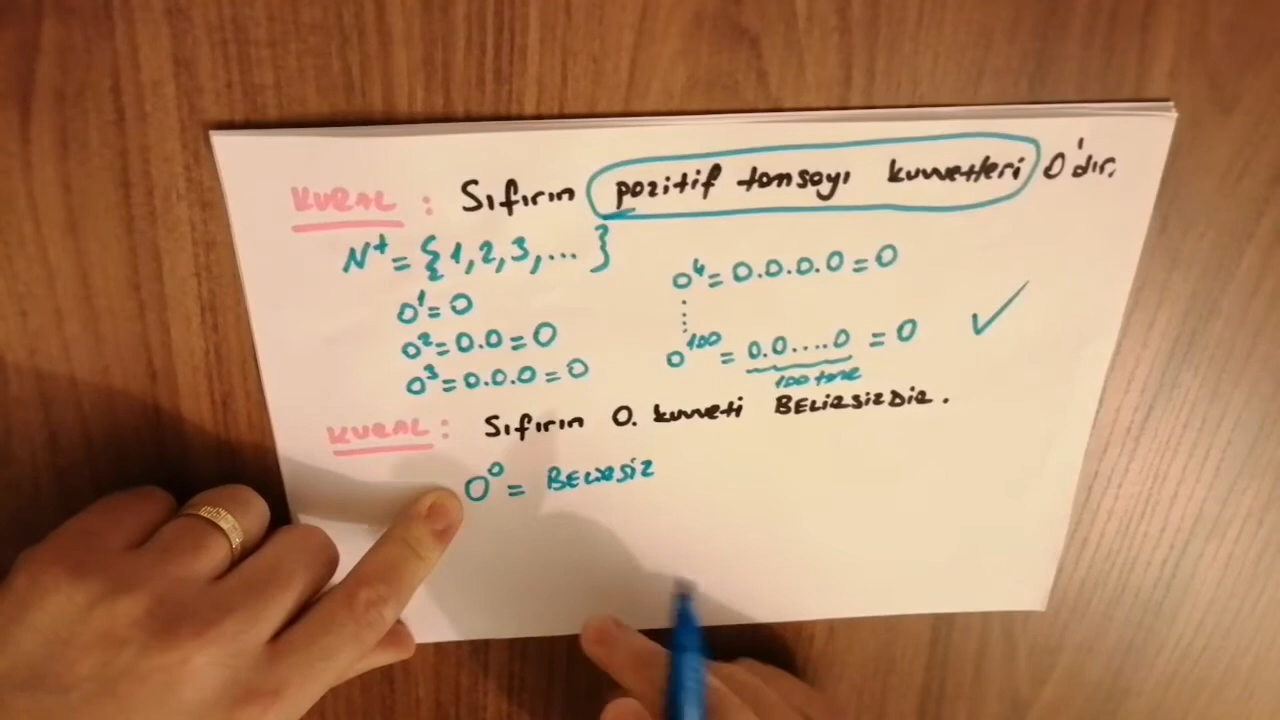 KURAL : Sıfırın pozitif tamsayı kuvvetleri 0'dır.
N⁺ = {1,2,3,... }
0¹ = 0
0² = 0.0 = 0
0³ = 0.0.0 = 0
0⁴ = 0.0.0.0 = 0
⋮
0¹⁰⁰ = 0.0....0 = 0 ✓
100 tane
KURAL : Sıfırın 0. kuvveti BELİRSİZDİR.
0⁰ = BELİRSİZ